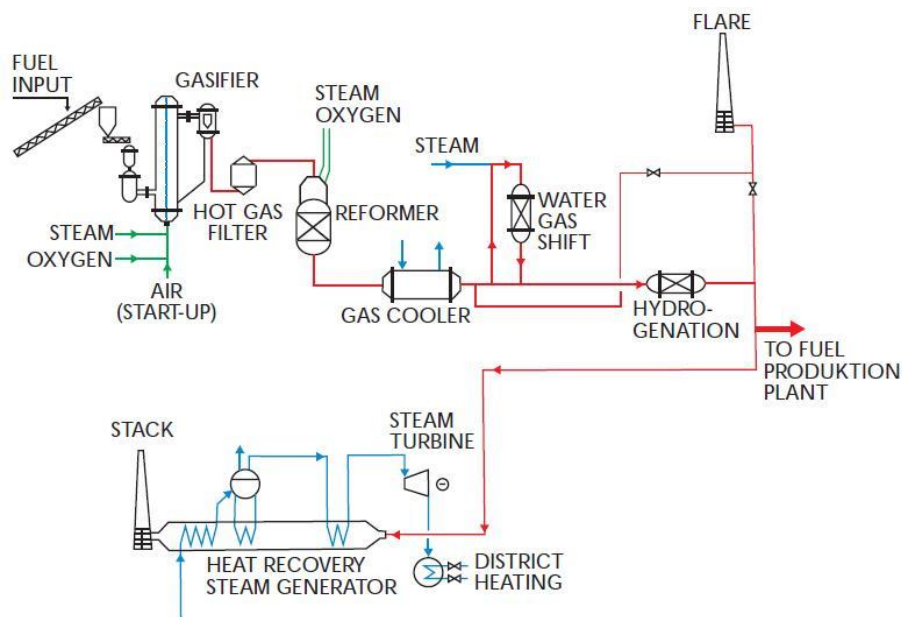 FLARE
FUEL
INPUT
GASIFIER
STEAM
OXYGEN
STEAM
HOT GAS
FILTER
REFORMER
WATER
GAS
SHIFT
STEAM
OXYGEN
AIR
(START-UP)
GAS COOLER
HYDRO-
GENATION
TO FUEL
PRODUKTION
PLANT
STACK
STEAM
TURBINE
HEAT RECOVERY
STEAM GENERATOR
DISTRICT
HEATING